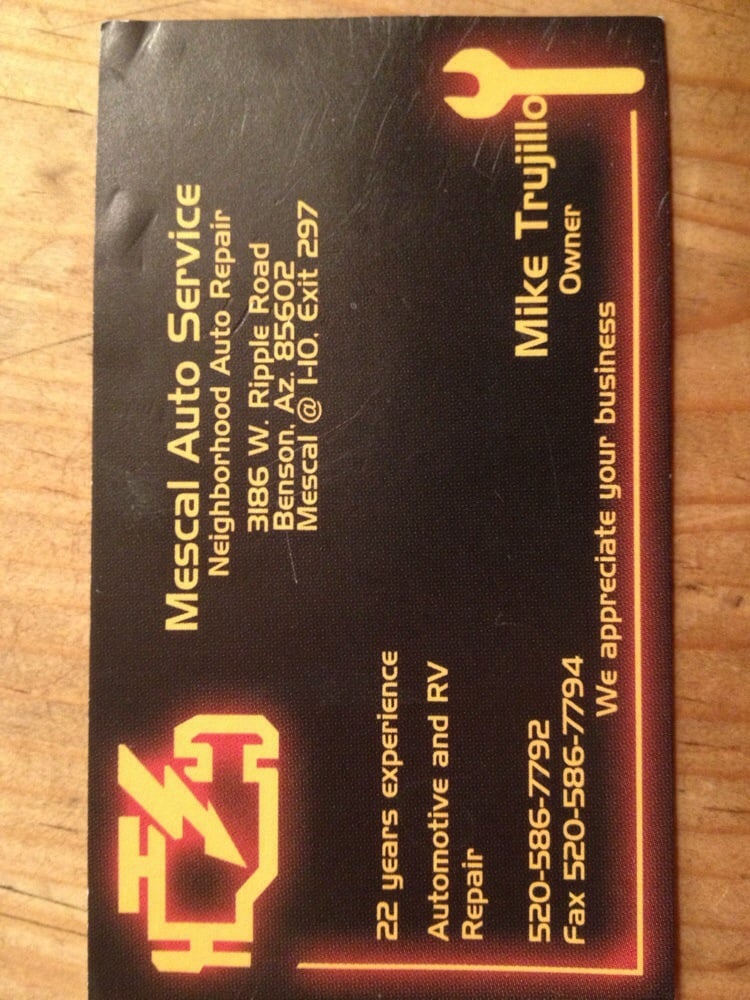 Mescal Auto Service
Neighborhood Auto Repair
3186 W. Ripple Road
Benson, Az. 85602
Mescal @ I-10, Exit 297
22 years experience
Automotive and RV
Repair
Mike Trujillo
Owner
520-586-7792
Fax 520-586-7794
We appreciate your business